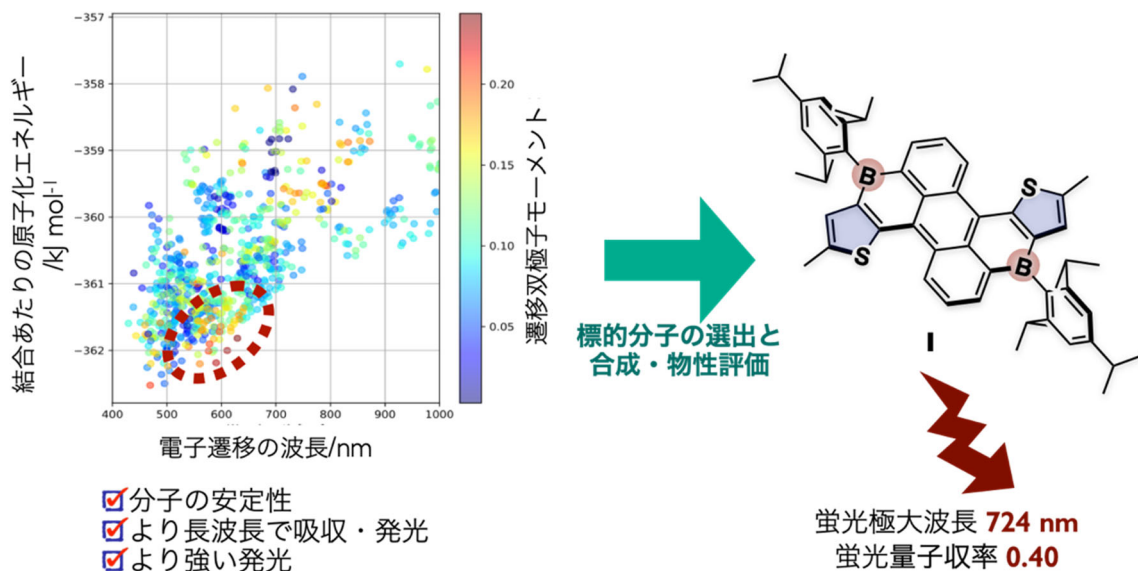 結合あたりの原子化エネルギー
/kJ mol-1
−357
−358
−359
−360
−361
−362
400 500 600 700 800 900 1000
電子遷移の波長/nm
0.20
0.15
0.10
0.05
遷移双極子モーメント
分子の安定性
より長波長で吸収・発光
より強い発光
標的分子の選出と
合成・物性評価
B
S
S
B
I
蛍光極大波長 724 nm
蛍光量子収率 0.40